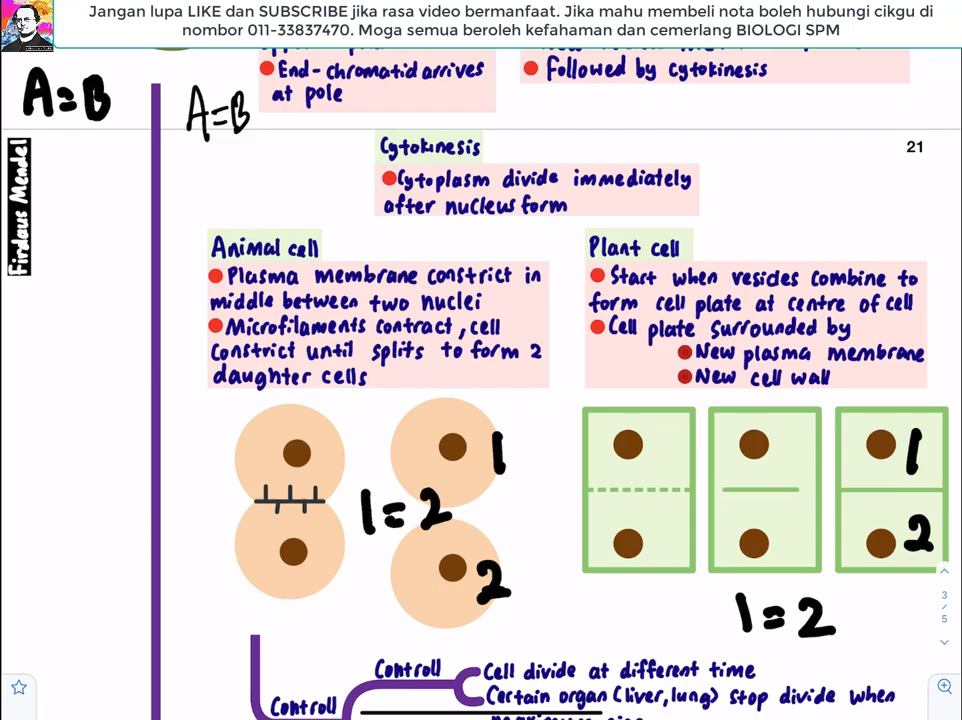 Jangan lupa LIKE dan SUBSCRIBE jika rasa video bermanfaat. Jika mahu membeli nota boleh hubungi cikgu di
nombor 011-33837470. Moga semua beroleh kefahaman dan cemerlang BIOLOGI SPM
End-chromatid arrives
at pole
Followed by cytokinesis
A=B
A=B
Firdaus Mendel
21
Cytokinesis
Cytoplasm divide immediately
after nucleus form
Animal cell
Plasma membrane constrict in
middle between two nuclei
Microfilaments contract, cell
constrict until splits to form 2
daughter cells
Plant cell
Start when vesicles combine to
form cell plate at centre of cell
Cell plate surrounded by
New plasma membrane
New cell wall
1
1=2
2
1
2
1=2
3
/
5
Controll
Controll
Cell divide at different time
Certain organ (liver, lung) stop divide when